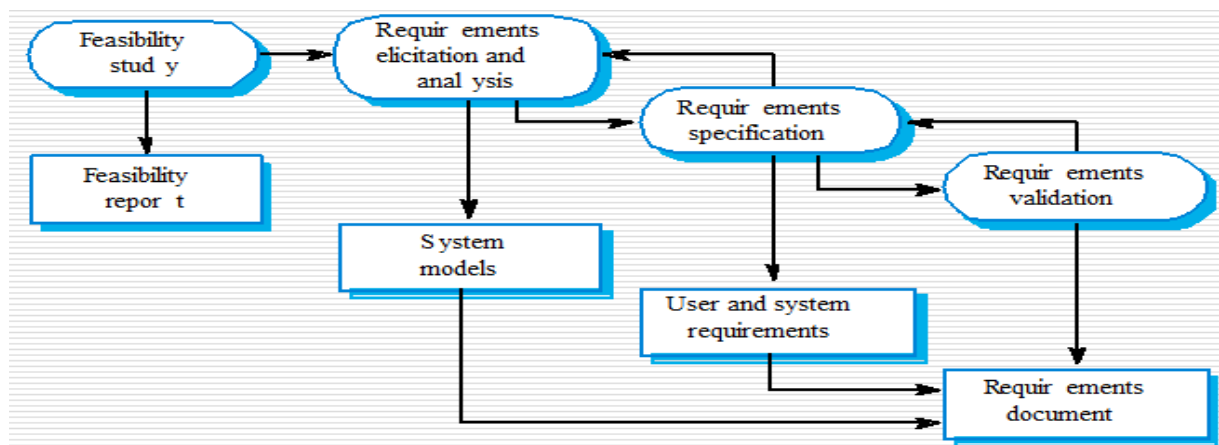 Feasibility
stud y
Requir ements
elicitation and
anal ysis
Requir ements
specification
Feasibility
repor t
Requir ements
validation
System
models
User and system
requirements
Requir ements
document